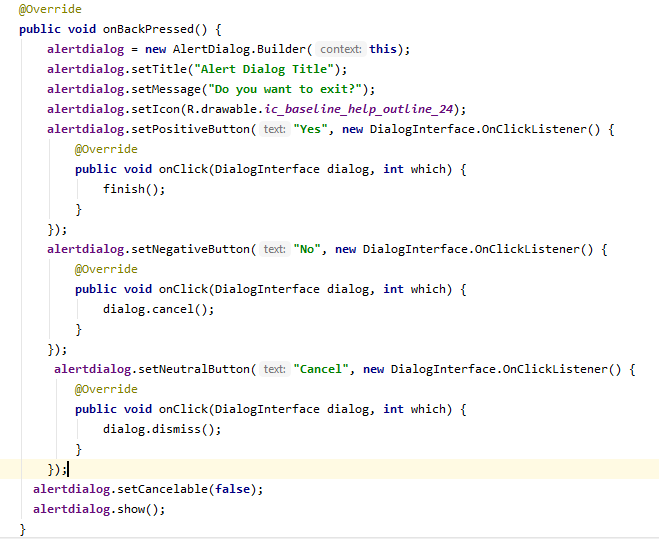 @Override
public void onBackPressed() {
    alertdialog = new AlertDialog.Builder( context: this);
    alertdialog.setTitle("Alert Dialog Title");
    alertdialog.setMessage("Do you want to exit?");
    alertdialog.setIcon(R.drawable.ic_baseline_help_outline_24);
    alertdialog.setPositiveButton( text: "Yes", new DialogInterface.OnClickListener() {
        @Override
        public void onClick(DialogInterface dialog, int which) {
            finish();
        }
    });
    alertdialog.setNegativeButton( text: "No", new DialogInterface.OnClickListener() {
        @Override
        public void onClick(DialogInterface dialog, int which) {
            dialog.cancel();
        }
    });
     alertdialog.setNeutralButton( text: "Cancel", new DialogInterface.OnClickListener() {
        @Override
        public void onClick(DialogInterface dialog, int which) {
            dialog.dismiss();
        }
    });
  alertdialog.setCancelable(false);
  alertdialog.show();
}